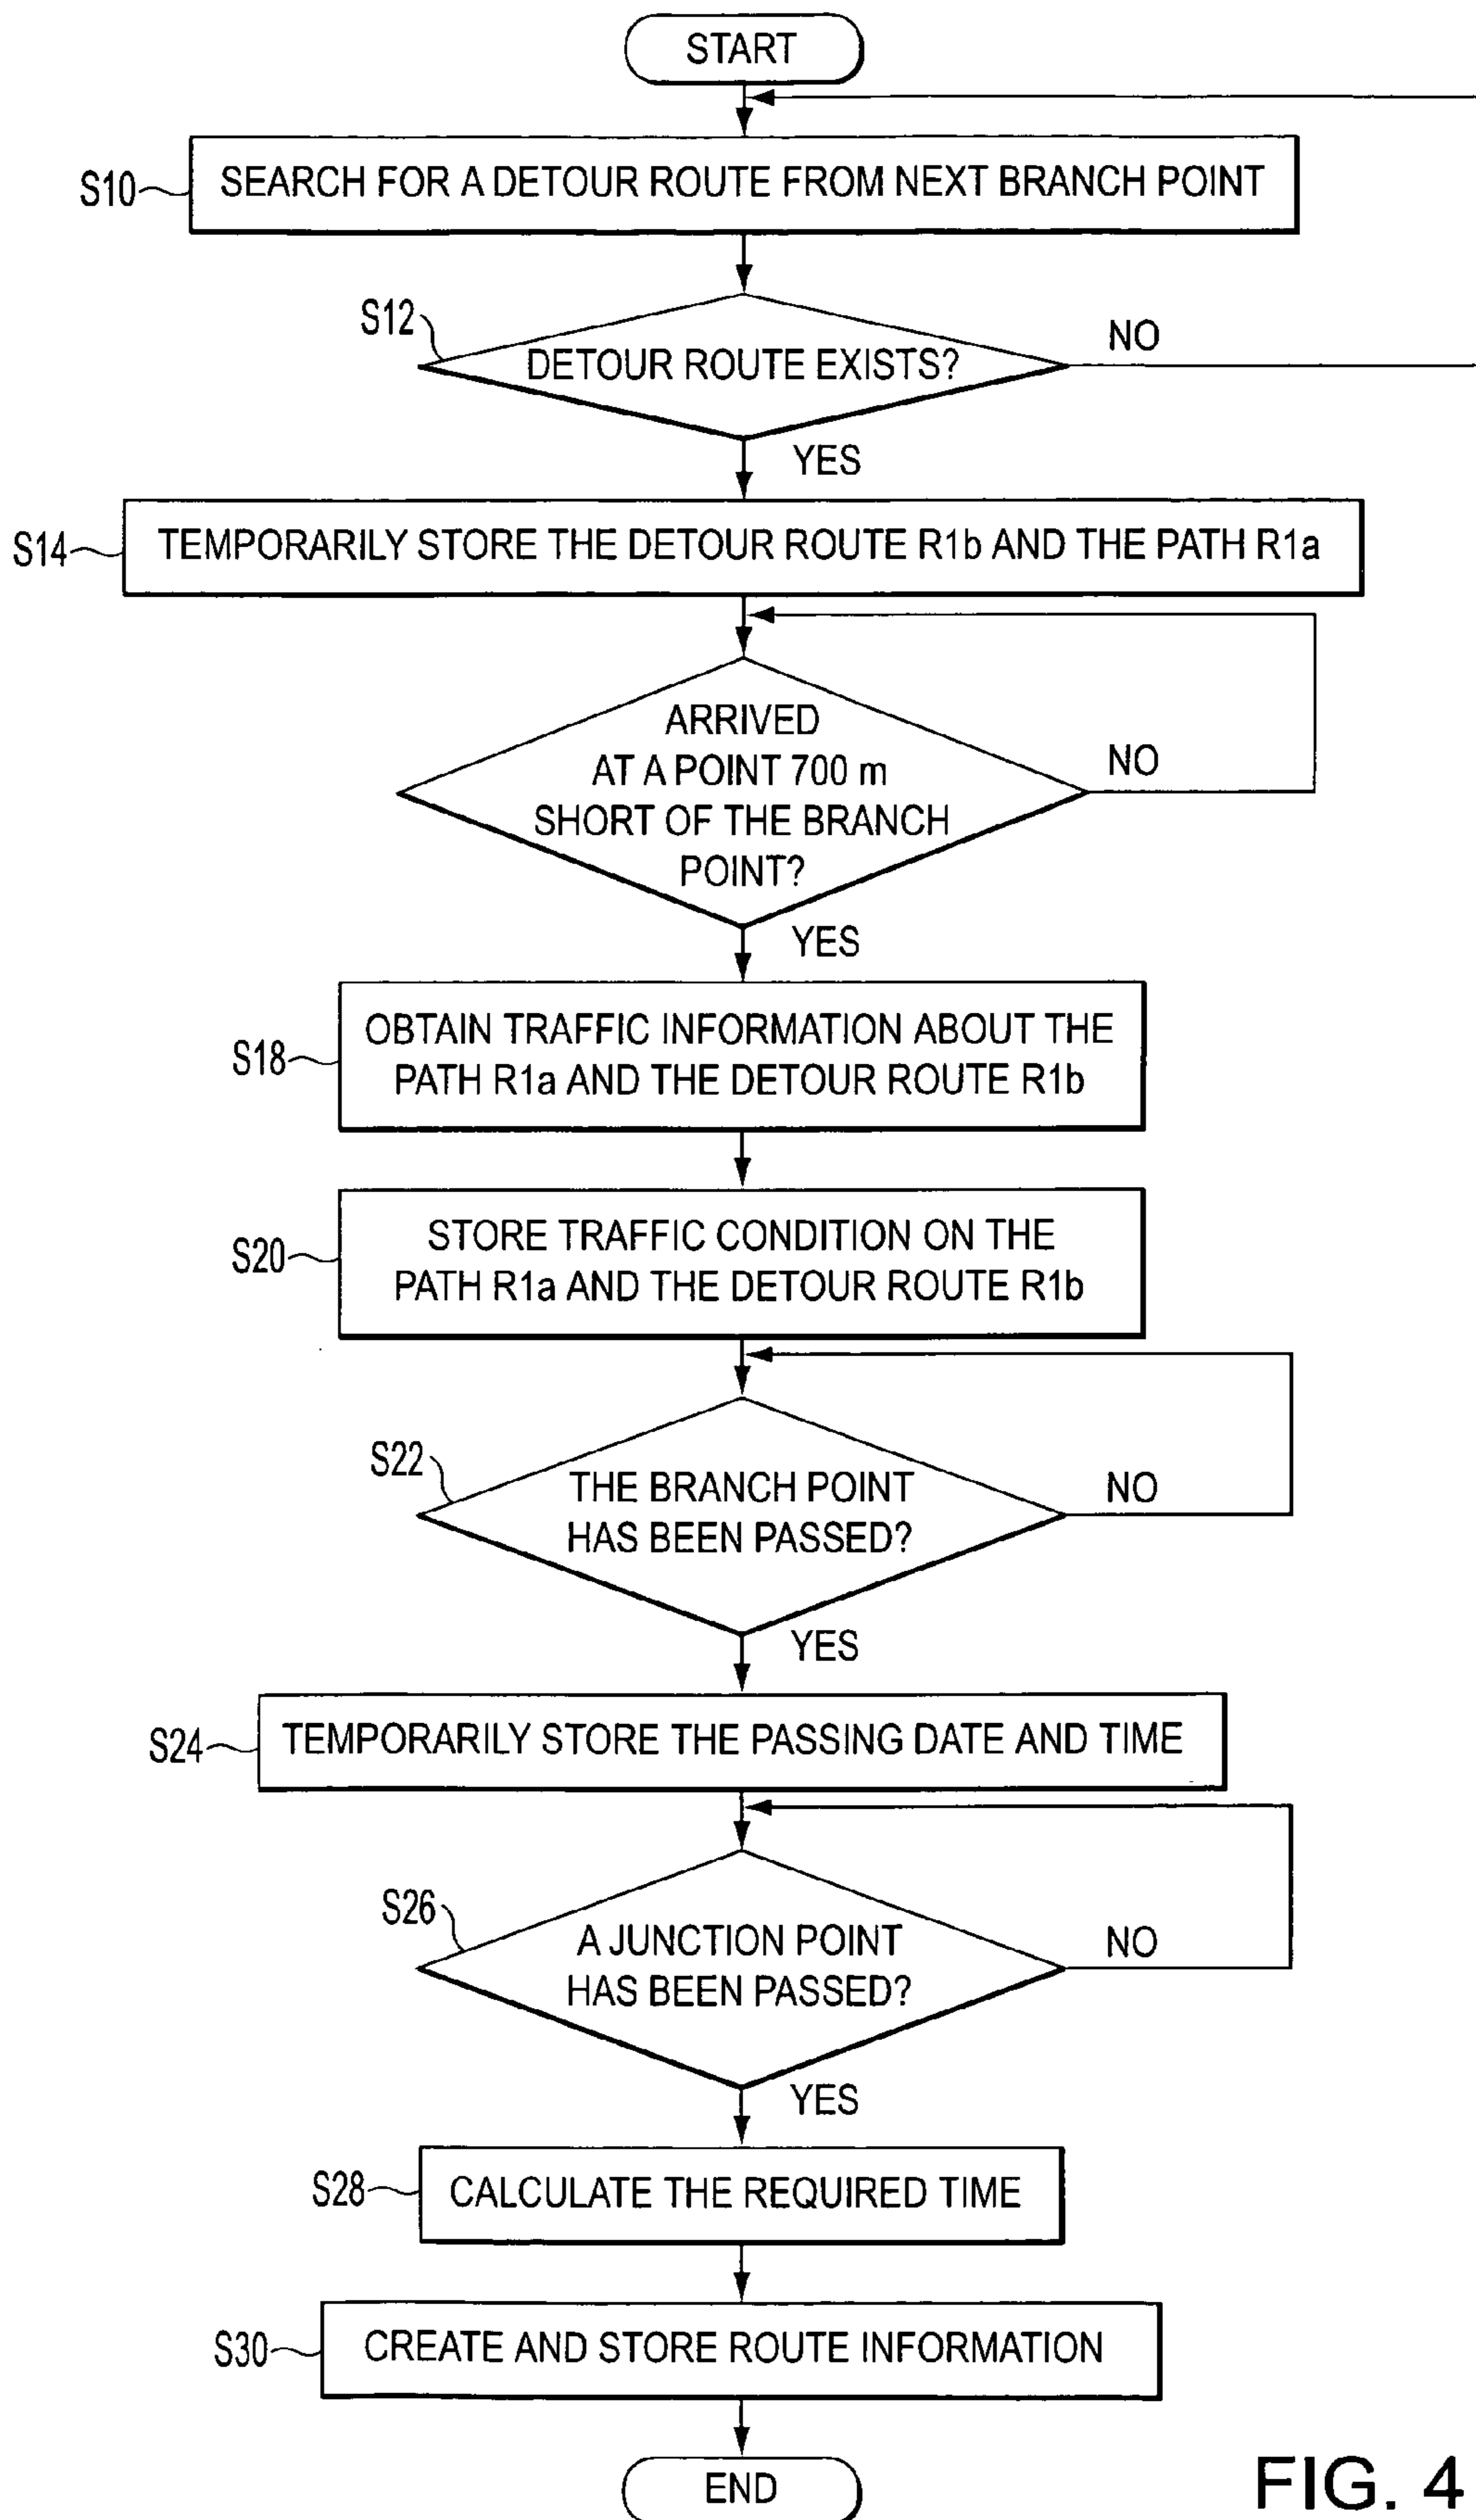 START
S10
SEARCH FOR A DETOUR ROUTE FROM NEXT BRANCH POINT
S12
DETOUR ROUTE EXISTS?
NO
YES
S14
TEMPORARILY STORE THE DETOUR ROUTE R1b AND THE PATH R1a
ARRIVED
AT A POINT 700 m
SHORT OF THE BRANCH
POINT?
NO
YES
S18
OBTAIN TRAFFIC INFORMATION ABOUT THE
PATH R1a AND THE DETOUR ROUTE R1b
S20
STORE TRAFFIC CONDITION ON THE
PATH R1a AND THE DETOUR ROUTE R1b
S22
THE BRANCH POINT
HAS BEEN PASSED?
NO
YES
S24
TEMPORARILY STORE THE PASSING DATE AND TIME
S26
A JUNCTION POINT
HAS BEEN PASSED?
NO
YES
S28
CALCULATE THE REQUIRED TIME
S30
CREATE AND STORE ROUTE INFORMATION
END
FIG. 4